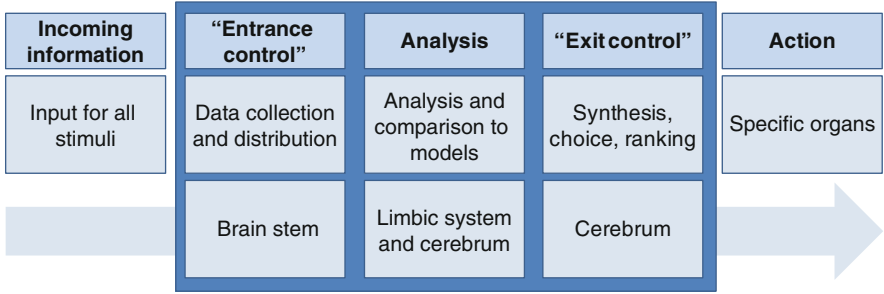 Incoming
information
“Entrance
control”
Analysis
“Exit control”
Action
Input for all
stimuli
Data collection
and distribution
Analysis and
comparison to
models
Synthesis,
choice, ranking
Specific organs
Brain stem
Limbic system
and cerebrum
Cerebrum